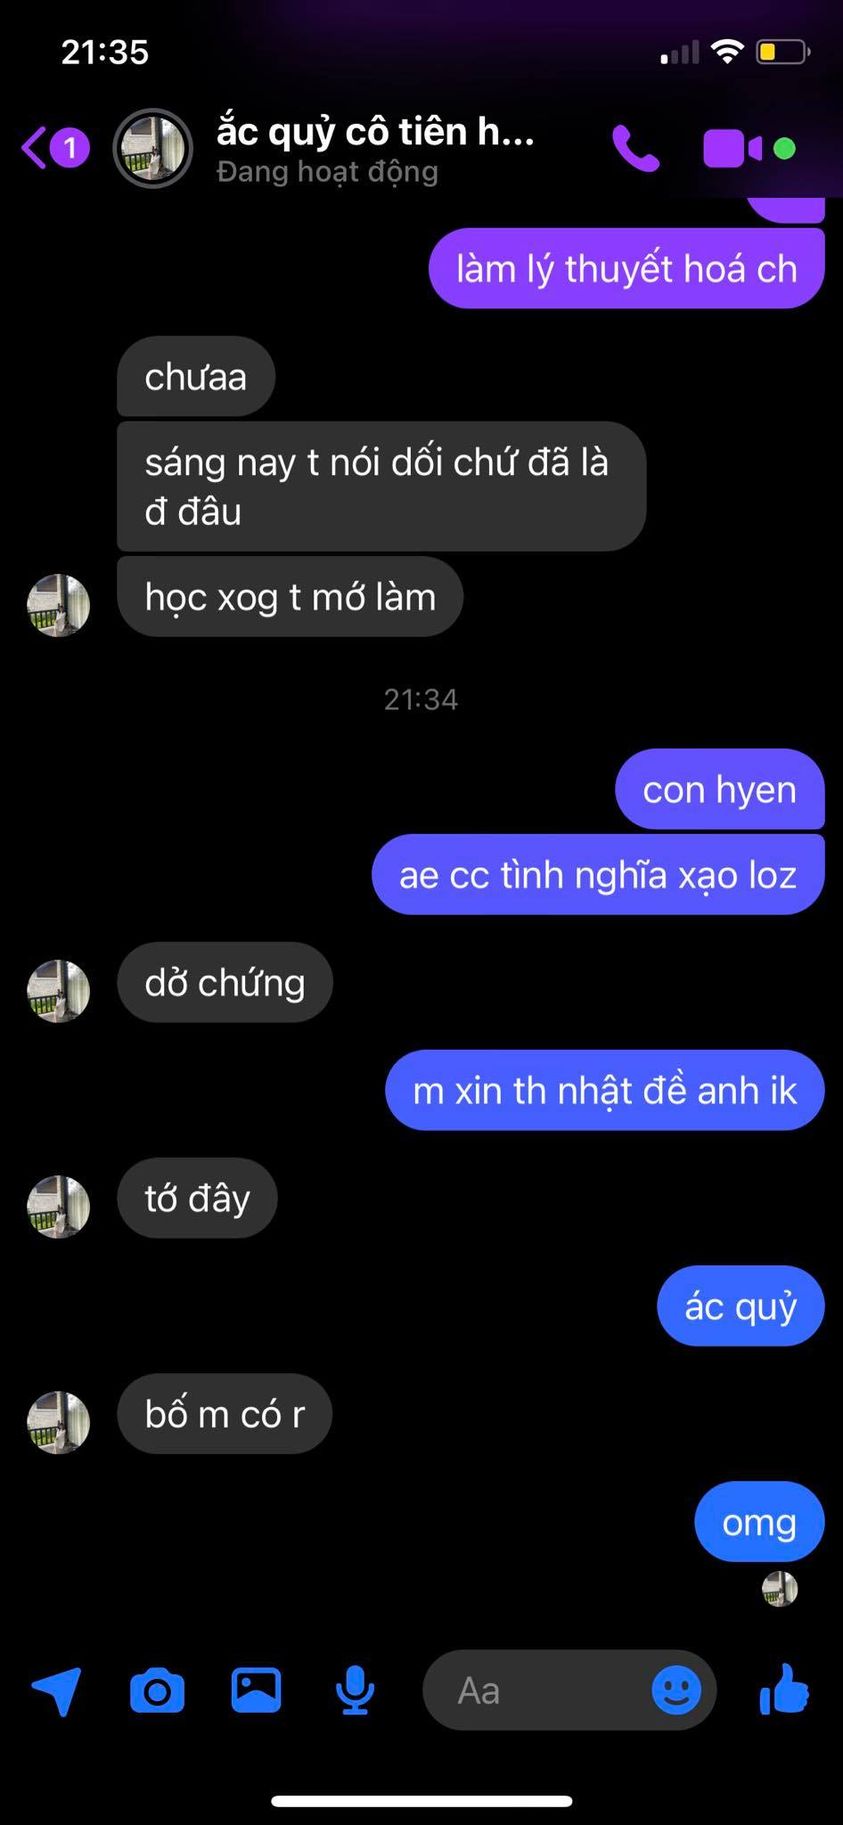 21:35
1
ắc quỷ cô tiên h...
Đang hoạt động
làm lý thuyết hoá ch
chưaa
sáng nay t nói dối chứ đã là
đ đâu
học xog t mớ làm
21:34
con hyen
ae cc tình nghĩa xạo loz
dở chứng
m xin th nhật đề anh ik
tớ đây
ác quỷ
bố m có r
omg
Aa